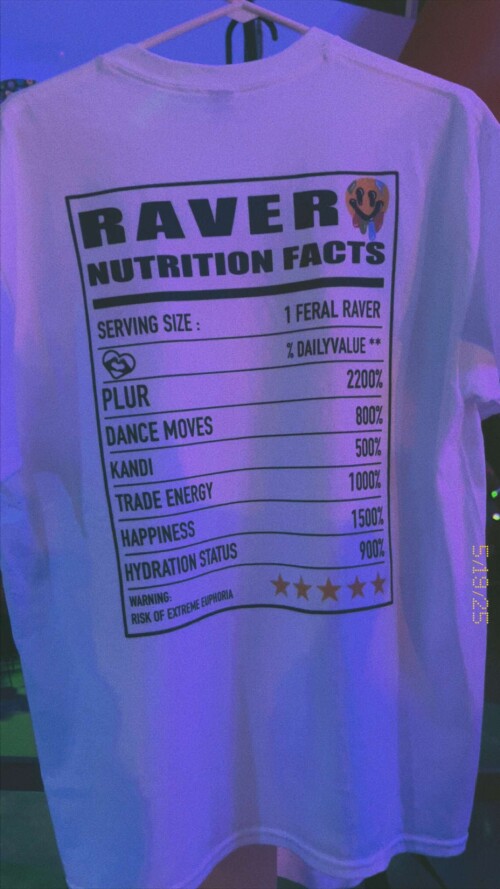 RAVER
NUTRITION FACTS
SERVING SIZE : 1 FERAL RAVER
% DAILYVALUE **
PLUR 2200%
DANCE MOVES 800%
KANDI 500%
TRADE ENERGY 1000%
HAPPINESS 1500%
HYDRATION STATUS 900%
WARNING:
RISK OF EXTREME EUPHORIA
5/19/25